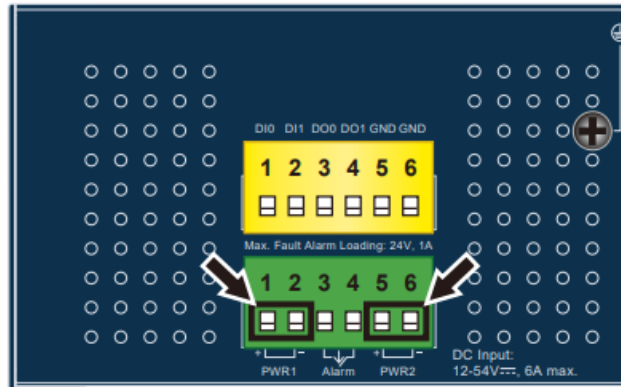 DI0 DI1 DO0 DO1 GND GND
1 2 3 4 5 6
Max. Fault Alarm Loading: 24V, 1A
1 2 3 4 5 6
+ - + -
PWR1 Alarm PWR2
DC Input:
12-54V⎓, 6A max.